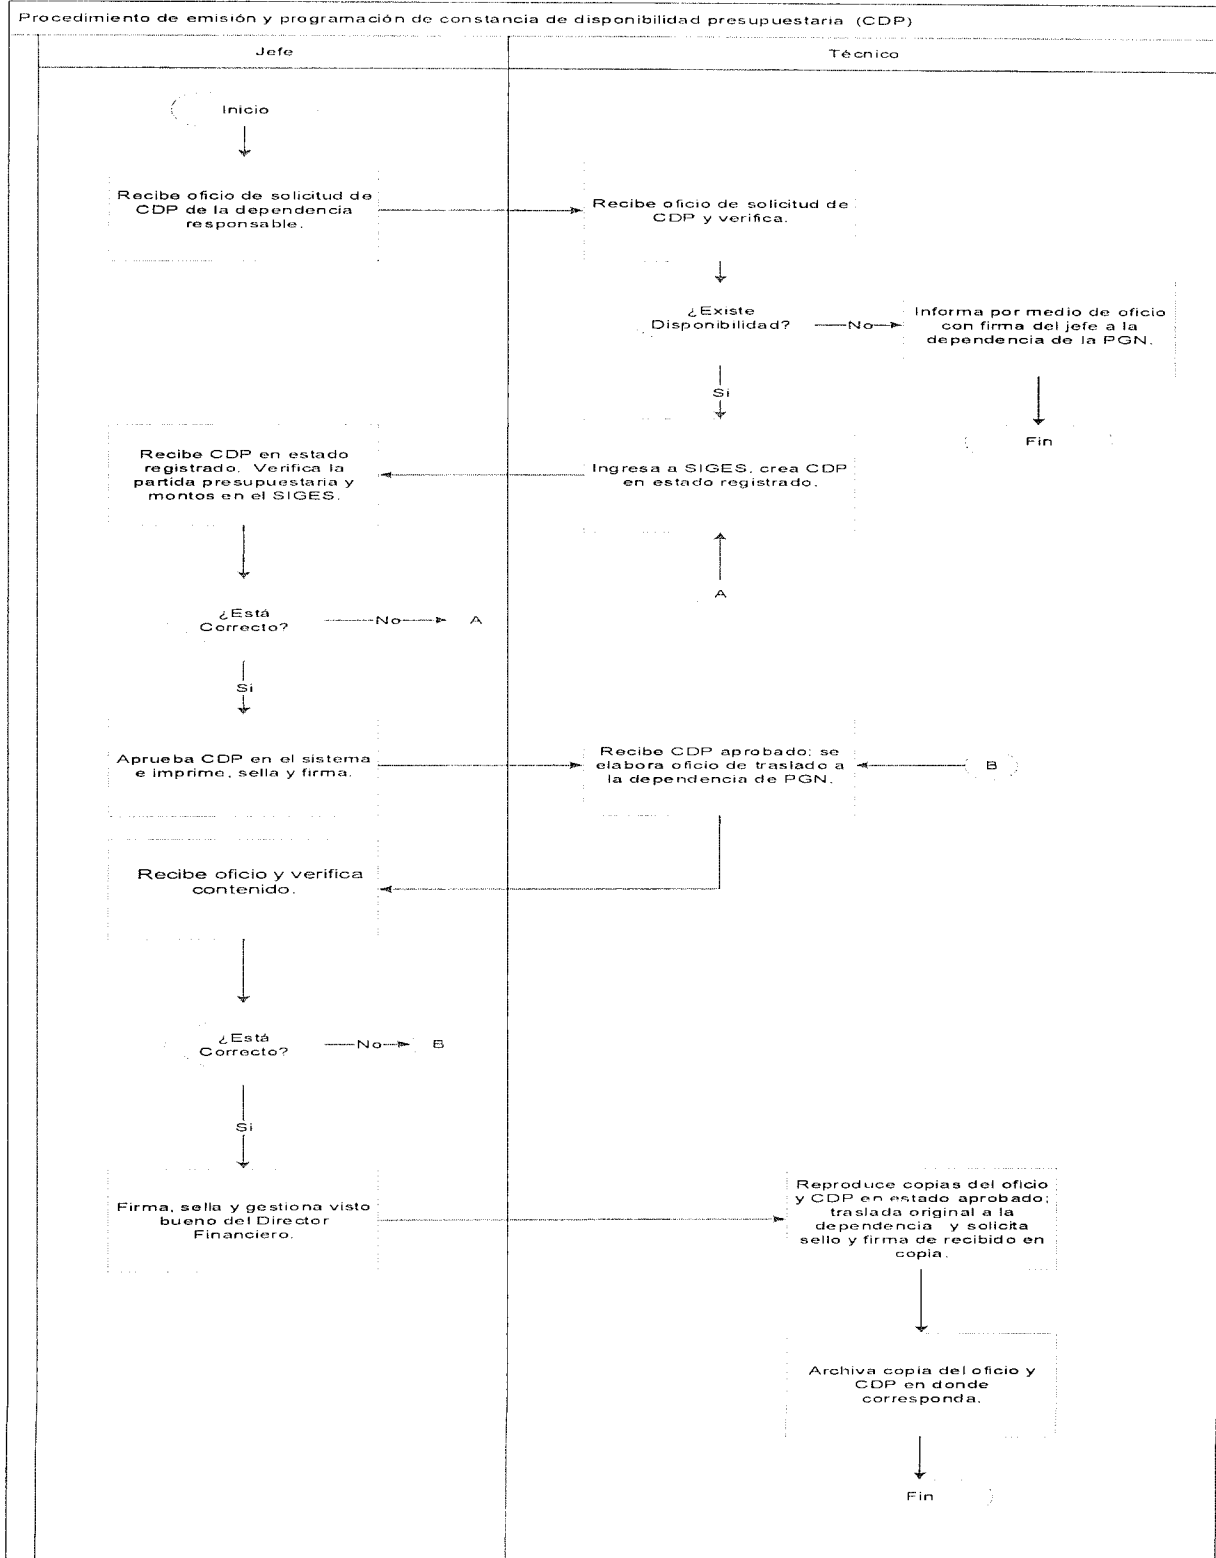 Procedimiento de emisión y programación de constancia de disponibilidad presupuestaria (CDP)
Jefe
Técnico
Inicio
Recibe oficio de solicitud de
CDP de la dependencia
responsable.
Recibe oficio de solicitud de
CDP y verifica.
¿Existe
Disponibilidad?
No
Informa por medio de oficio
con firma del jefe a la
dependencia de la PGN.
Si
Fin
Recibe CDP en estado
registrado. Verifica la
partida presupuestaria y
montos en el SIGES.
Ingresa a SIGES, crea CDP
en estado registrado.
A
¿Está
Correcto?
No
A
Si
Aprueba CDP en el sistema
e imprime, sella y firma.
Recibe CDP aprobado; se
elabora oficio de traslado a
la dependencia de PGN.
B
Recibe oficio y verifica
contenido.
¿Está
Correcto?
No
B
Si
Firma, sella y gestiona visto
bueno del Director
Financiero.
Reproduce copias del oficio
y CDP en estado aprobado;
traslada original a la
dependencia y solicita
sello y firma de recibido en
copia.
Archiva copia del oficio y
CDP en donde
corresponda.
Fin